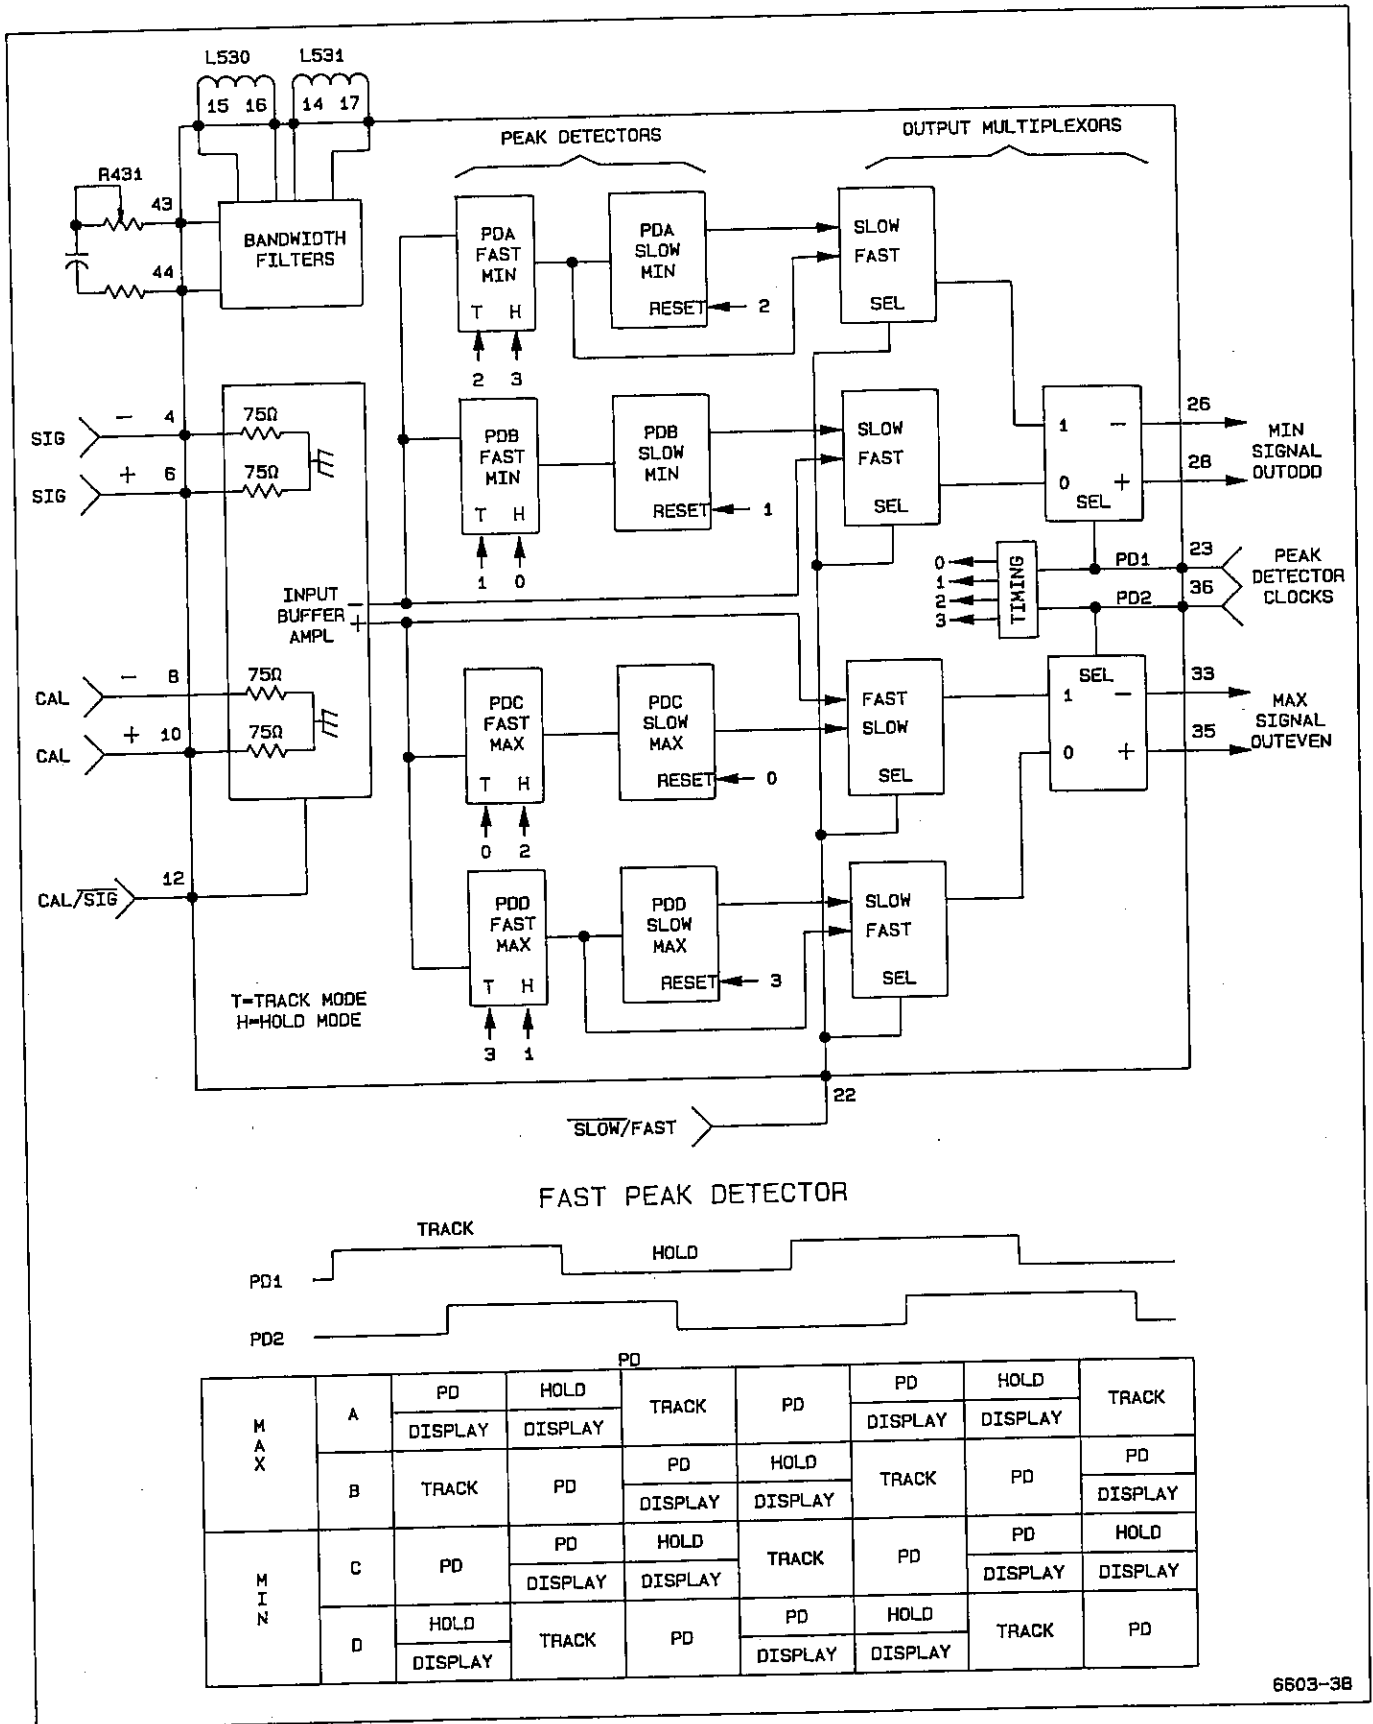 L530 L531
15 16 14 17
PEAK DETECTORS
OUTPUT MULTIPLEXORS
R431
43
44
BANDWIDTH
FILTERS
PDA
FAST
MIN
T H
2 3
PDA
SLOW
MIN
RESET 2
SLOW
FAST
SEL
SIG - 4 75Ω
SIG + 6 75Ω
PDB
FAST
MIN
T H
1 0
PDB
SLOW
MIN
RESET 1
SLOW
FAST
SEL
1 -
0 +
SEL
26
28
MIN
SIGNAL
OUTODD
INPUT
BUFFER
AMPL
-
+
0
1
2
3
TIMING
PD1
PD2
23
36
PEAK
DETECTOR
CLOCKS
CAL - 8 75Ω
CAL + 10 75Ω
PDC
FAST
MAX
T H
0 2
PDC
SLOW
MAX
RESET 0
FAST
SLOW
SEL
SEL
1 -
0 +
33
35
MAX
SIGNAL
OUTEVEN
CAL/S̅I̅G̅ 12
PDD
FAST
MAX
T H
3 1
PDD
SLOW
MAX
RESET 3
SLOW
FAST
SEL
T=TRACK MODE
H=HOLD MODE
22
S̅L̅O̅W̅/FAST
FAST PEAK DETECTOR
TRACK
HOLD
PD1
PD2
PD
MAX
A PD HOLD TRACK PD PD HOLD TRACK
DISPLAY DISPLAY DISPLAY DISPLAY
B TRACK PD PD HOLD TRACK PD PD
DISPLAY DISPLAY DISPLAY
MIN
C PD PD HOLD TRACK PD PD HOLD
DISPLAY DISPLAY DISPLAY DISPLAY
D HOLD TRACK PD PD HOLD TRACK PD
DISPLAY DISPLAY DISPLAY
6603-38